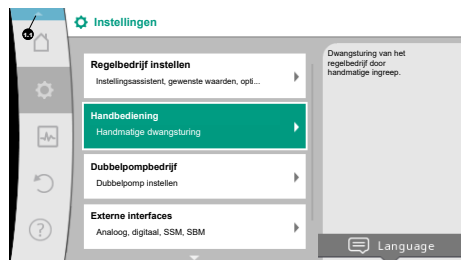 1.1
Instellingen
Regelbedrijf instellen
Instellingsassistent, gewenste waarden, opti...
Handbediening
Handmatige dwangsturing
Dubbelpompbedrijf
Dubbelpomp instellen
Externe interfaces
Analoog, digitaal, SSM, SBM
Dwangsturing van het
regelbedrijf door
handmatige ingreep.
Language